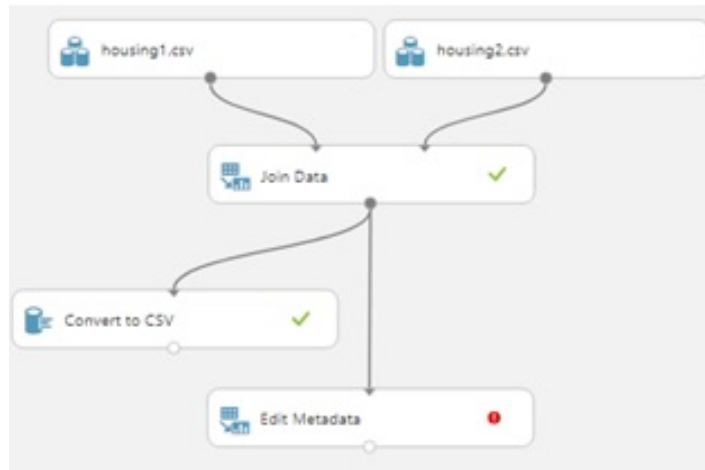 housing1.csv
housing2.csv
Join Data
Convert to CSV
Edit Metadata